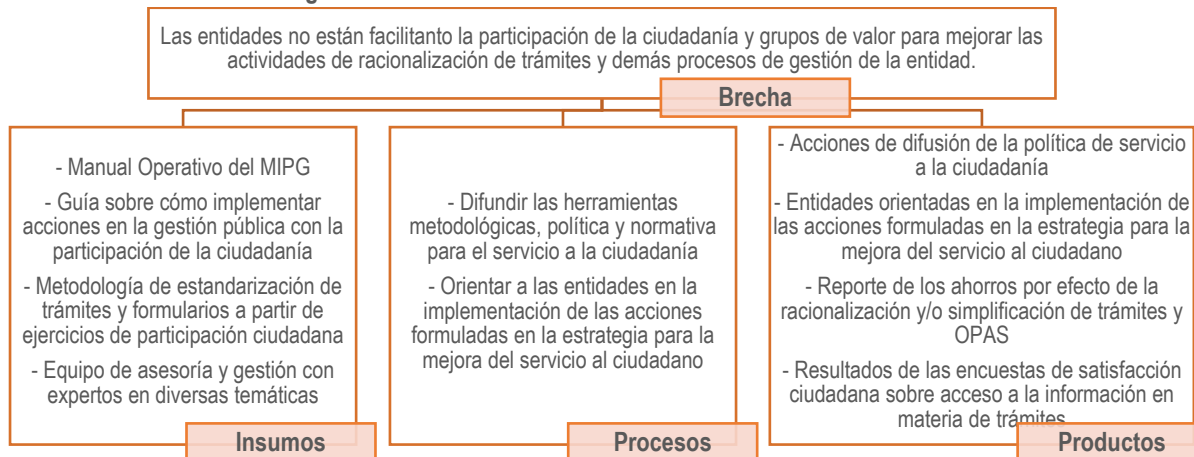 Las entidades no están facilitanto la participación de la ciudadanía y grupos de valor para mejorar las
actividades de racionalización de trámites y demás procesos de gestión de la entidad.
Brecha
- Manual Operativo del MIPG
- Guía sobre cómo implementar
acciones en la gestión pública con la
participación de la ciudadanía
- Metodología de estandarización de
trámites y formularios a partir de
ejercicios de participación ciudadana
- Equipo de asesoría y gestión con
expertos en diversas temáticas
Insumos
- Difundir las herramientas
metodológicas, política y normativa
para el servicio a la ciudadanía
- Orientar a las entidades en la
implementación de las acciones
formuladas en la estrategia para la
mejora del servicio al ciudadano
Procesos
- Acciones de difusión de la política de servicio
a la ciudadanía
- Entidades orientadas en la implementación de
las acciones formuladas en la estrategia para la
mejora del servicio al ciudadano
- Reporte de los ahorros por efecto de la
racionalización y/o simplificación de trámites y
OPAS
- Resultados de las encuestas de satisfacción
ciudadana sobre acceso a la información en
materia de trámites
Productos